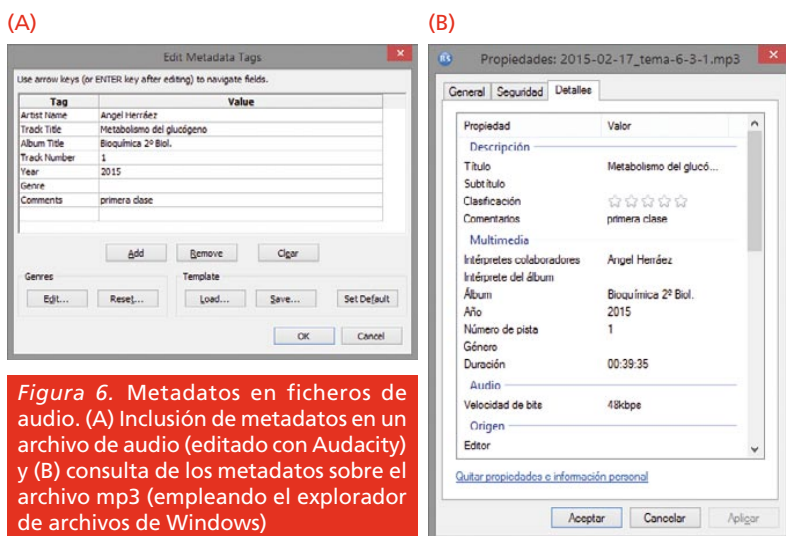 (A)
Edit Metadata Tags
Use arrow keys (or ENTER key after editing) to navigate fields.
Tag Value
Artist Name Angel Herráez
Track Title Metabolismo del glucógeno
Album Title Bioquímica 2º Biol.
Track Number 1
Year 2015
Genre
Comments primera clase
Add Remove Clear
Genres Template
Edit... Reset... Load... Save... Set Default
OK Cancel
Figura 6. Metadatos en ficheros de
audio. (A) Inclusión de metadatos en un
archivo de audio (editado con Audacity)
y (B) consulta de los metadatos sobre el
archivo mp3 (empleando el explorador
de archivos de Windows)
(B)
Propiedades: 2015-02-17_tema-6-3-1.mp3
General Seguridad Detalles
Propiedad Valor
Descripción
Título Metabolismo del glucó...
Subtítulo
Clasificación
Comentarios primera clase
Multimedia
Intérpretes colaboradores Angel Herráez
Intérprete del álbum
Álbum Bioquímica 2º Biol.
Año 2015
Número de pista 1
Género
Duración 00:39:35
Audio
Velocidad de bits 48kbps
Origen
Editor
Quitar propiedades e información personal
Aceptar Cancelar Aplicar